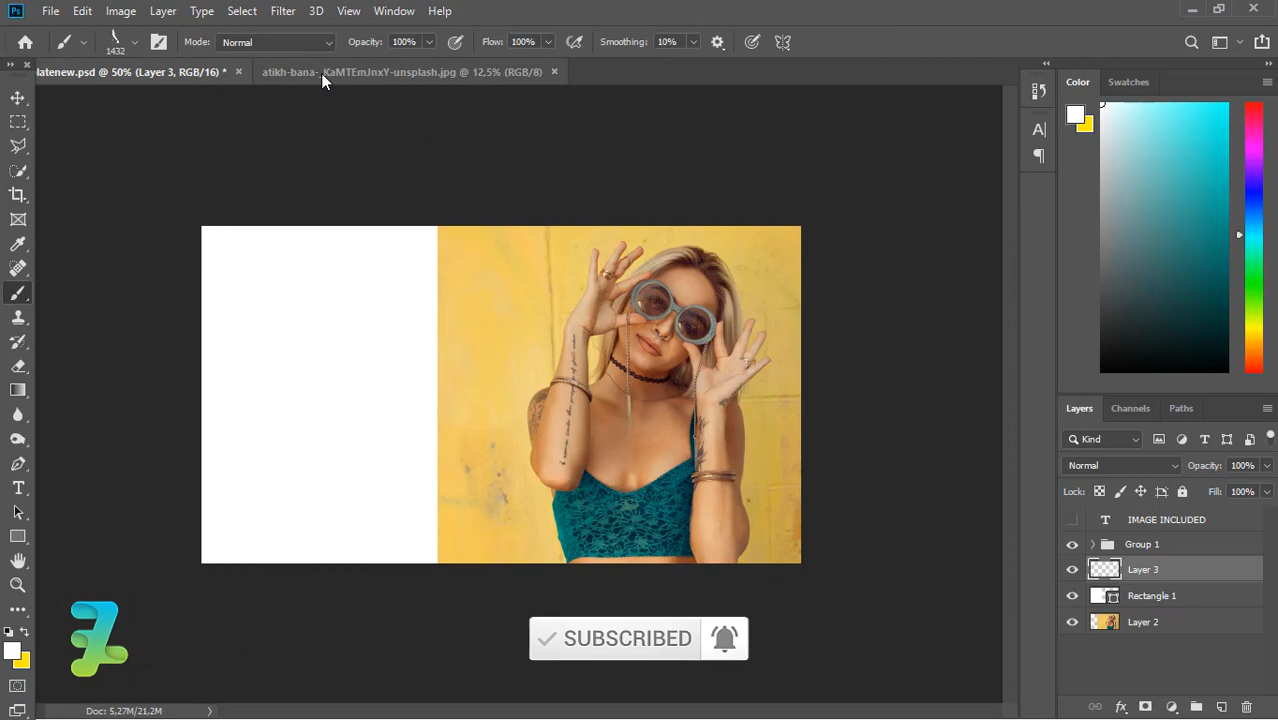 Ps File Edit Image Layer Type Select Filter 3D View Window Help
1432 Mode: Normal Opacity: 100% Flow: 100% Smoothing: 10%
latenew.psd @ 50% (Layer 3, RGB/16) * × atikh-bana-_KaMTEmJnxY-unsplash.jpg @ 12,5% (RGB/8) ×
Color Swatches
Layers Channels Paths
Kind
Normal Opacity: 100%
Lock: Fill: 100%
T IMAGE INCLUDED
Group 1
Layer 3
Rectangle 1
Layer 2
SUBSCRIBED
Doc: 5,27M/21,2M